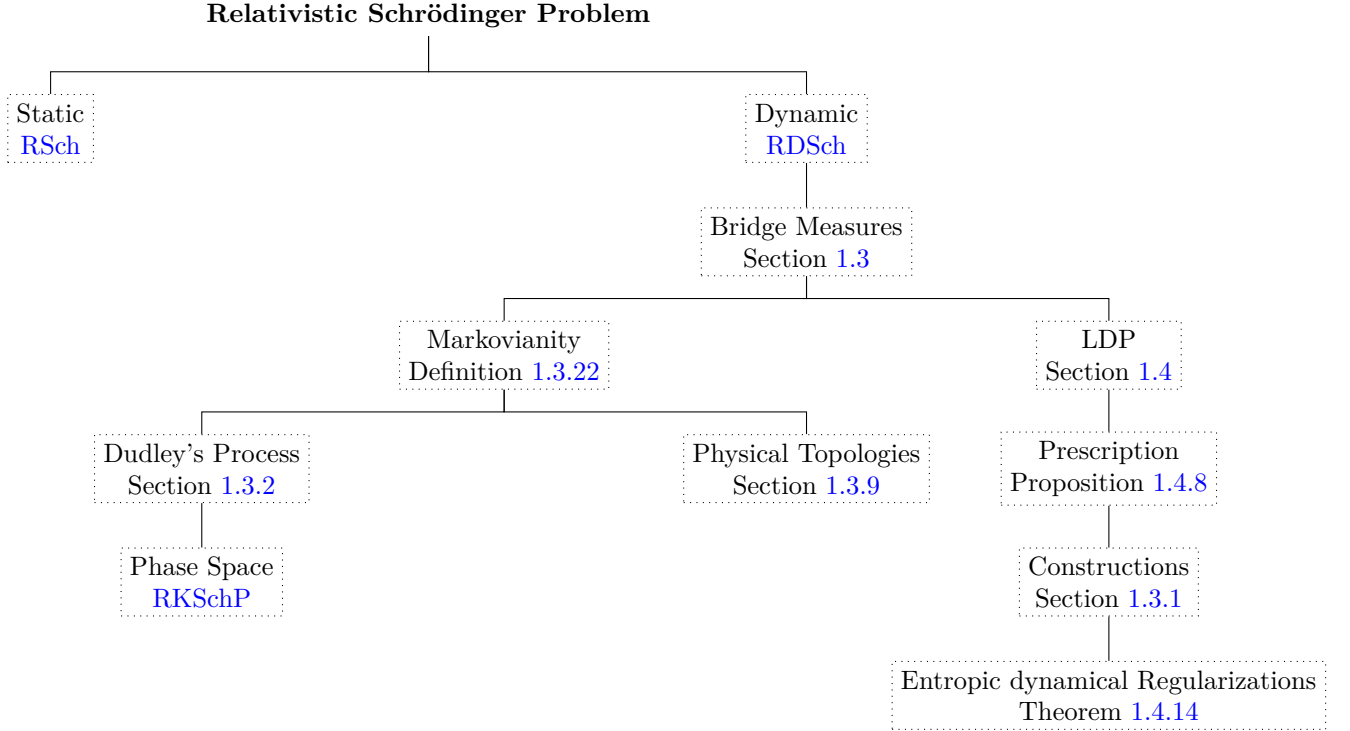 Relativistic Schrödinger Problem
Static
RSch
Dynamic
RDSch
Bridge Measures
Section 1.3
Markovianity
Definition 1.3.22
LDP
Section 1.4
Dudley's Process
Section 1.3.2
Physical Topologies
Section 1.3.9
Prescription
Proposition 1.4.8
Phase Space
RKSchP
Constructions
Section 1.3.1
Entropic dynamical Regularizations
Theorem 1.4.14